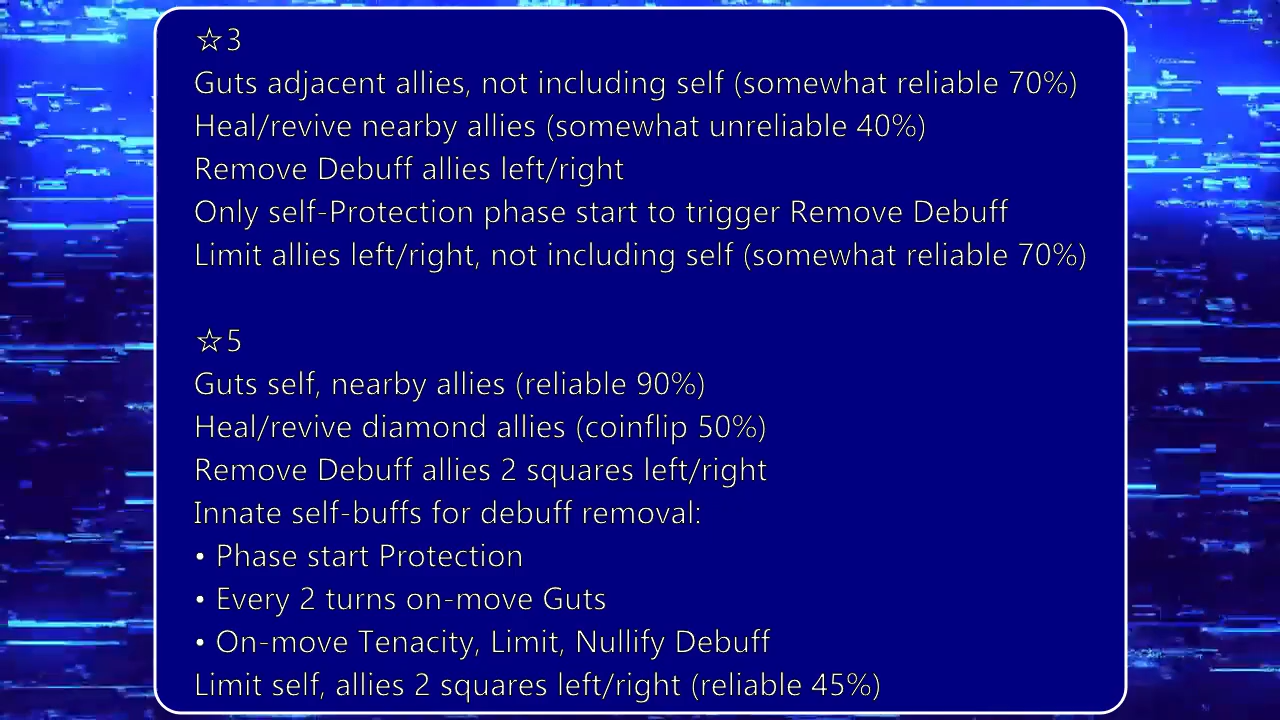 ☆3
Guts adjacent allies, not including self (somewhat reliable 70%)
Heal/revive nearby allies (somewhat unreliable 40%)
Remove Debuff allies left/right
Only self-Protection phase start to trigger Remove Debuff
Limit allies left/right, not including self (somewhat reliable 70%)
☆5
Guts self, nearby allies (reliable 90%)
Heal/revive diamond allies (coinflip 50%)
Remove Debuff allies 2 squares left/right
Innate self-buffs for debuff removal:
• Phase start Protection
• Every 2 turns on-move Guts
• On-move Tenacity, Limit, Nullify Debuff
Limit self, allies 2 squares left/right (reliable 45%)